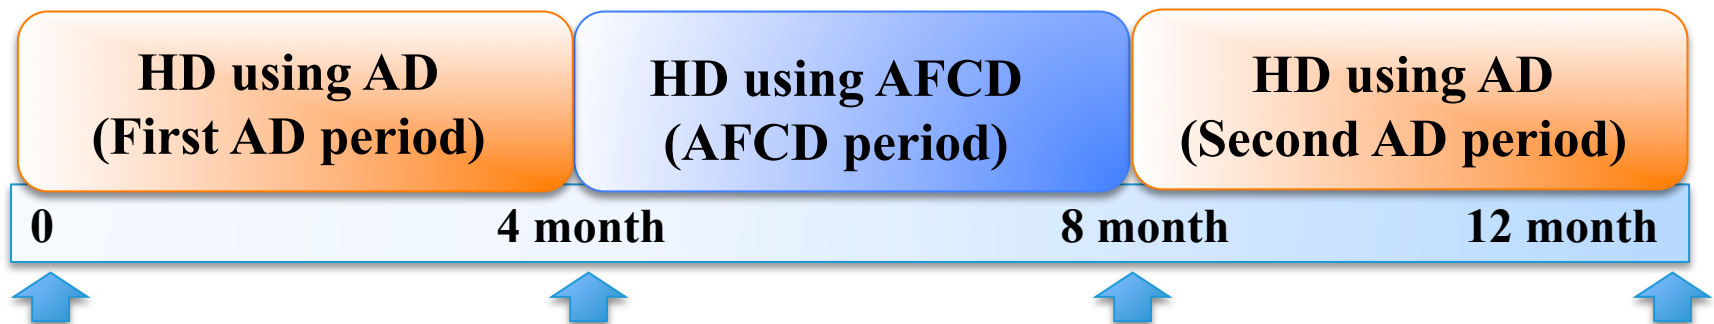 HD using AD
(First AD period)
HD using AFCD
(AFCD period)
HD using AD
(Second AD period)
0
4 month
8 month
12 month